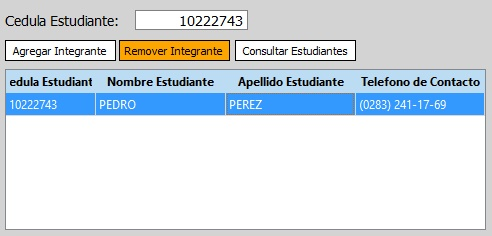 Cedula Estudiante: 10222743
Agregar Integrante Remover Integrante Consultar Estudiantes
edula Estudiant Nombre Estudiante Apellido Estudiante Telefono de Contacto
10222743 PEDRO PEREZ (0283) 241-17-69